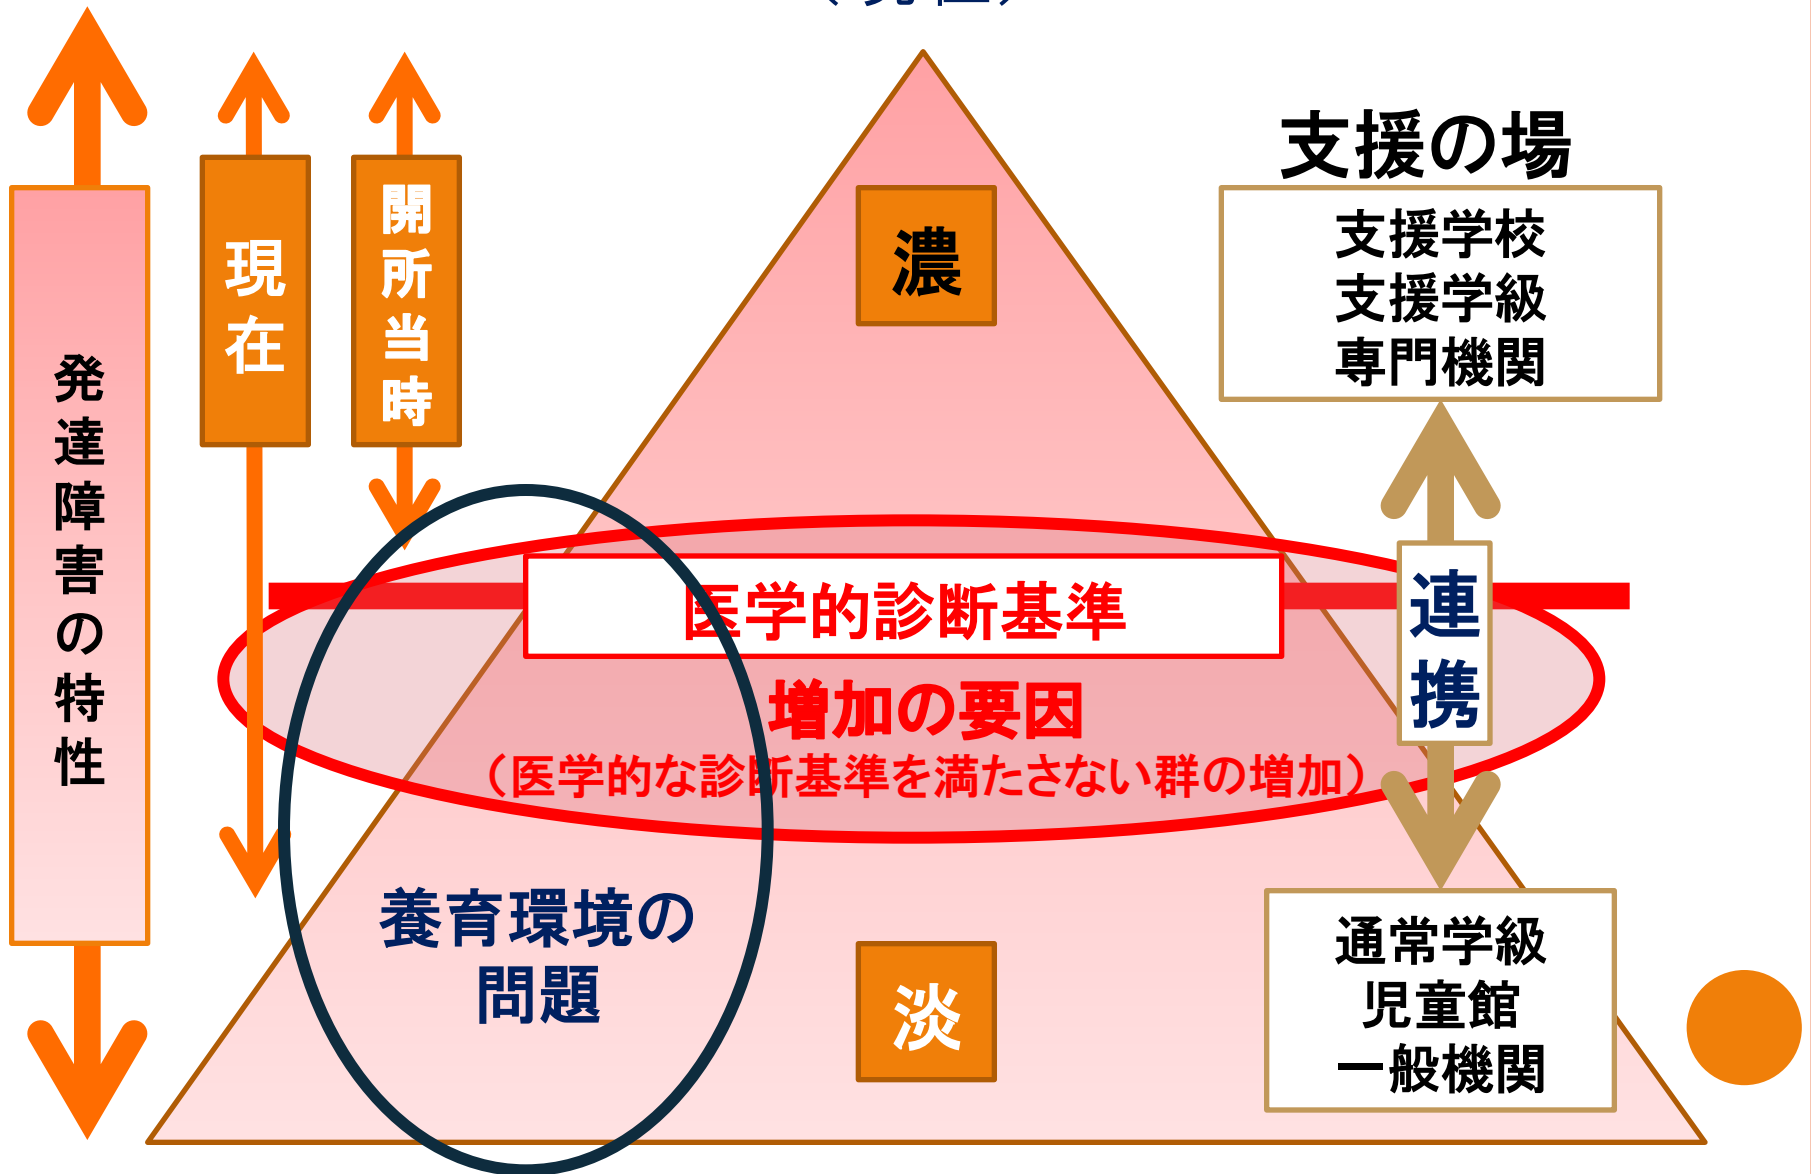 発達障害の特性
現在
開所当時
濃
支援の場
支援学校
支援学級
専門機関
医学的診断基準
増加の要因
（医学的な診断基準を満たさない群の増加）
連携
養育環境の
問題
淡
通常学級
児童館
一般機関